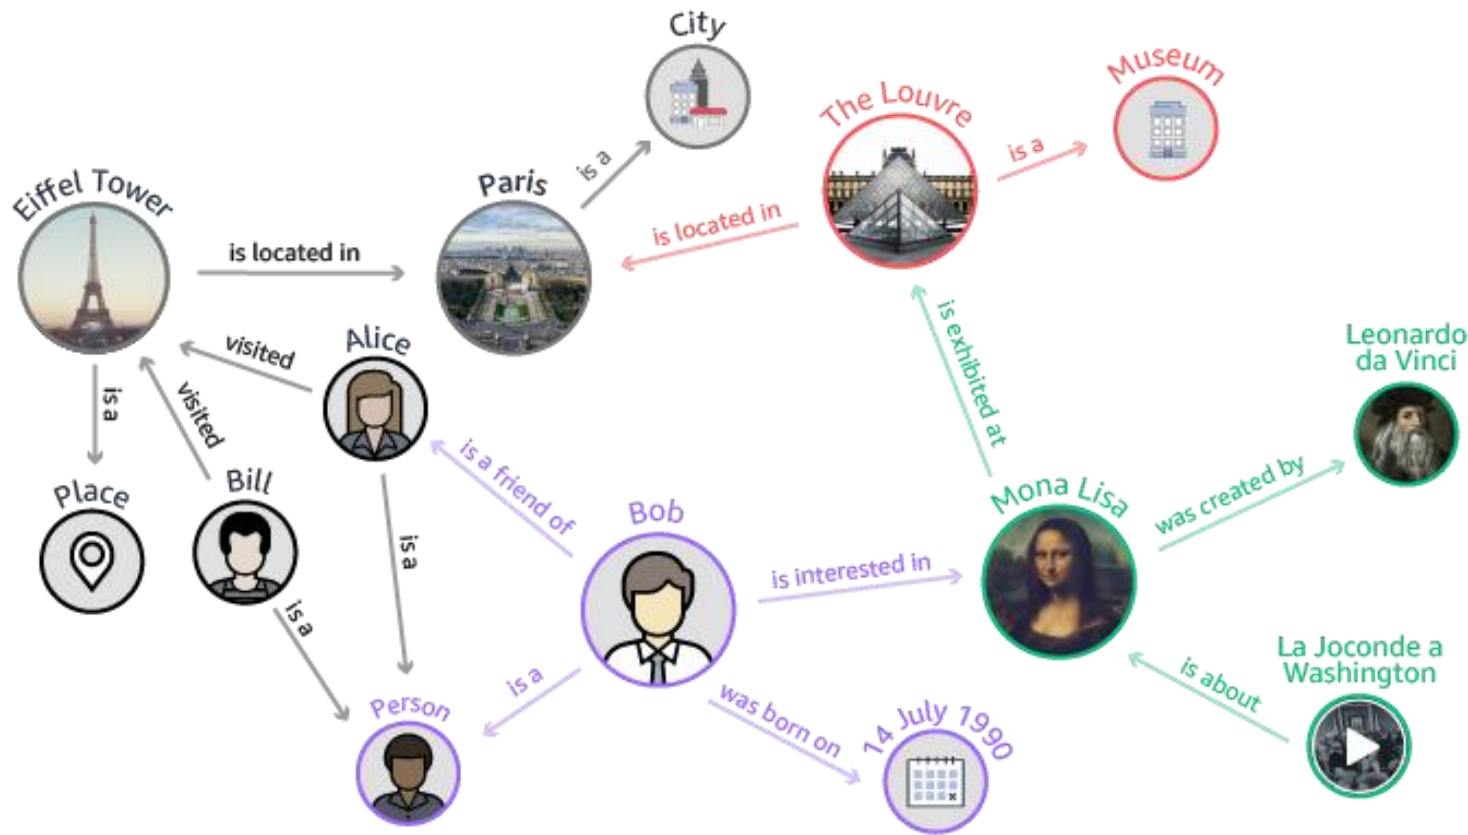 City
Museum
The Louvre
is a
is a
Paris
Eiffel Tower
is located in
is located in
Alice
visited
is exhibited at
Leonardo
da Vinci
is a
visited
is a friend of
Place
Bill
Bob
Mona Lisa
was created by
is a
is interested in
is a
La Joconde a
Washington
is about
is a
Person
was born on
14 July 1990